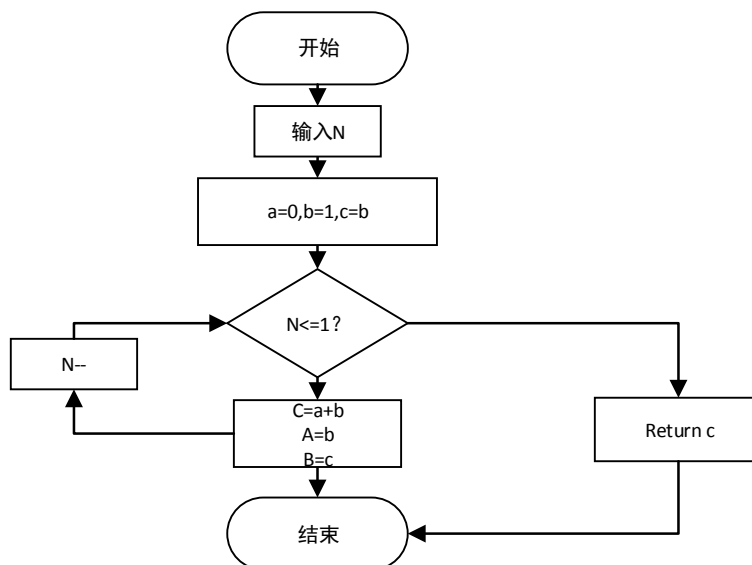 开始
输入N
a=0,b=1,c=b
N<=1?
N--
C=a+b
A=b
B=c
Return c
结束